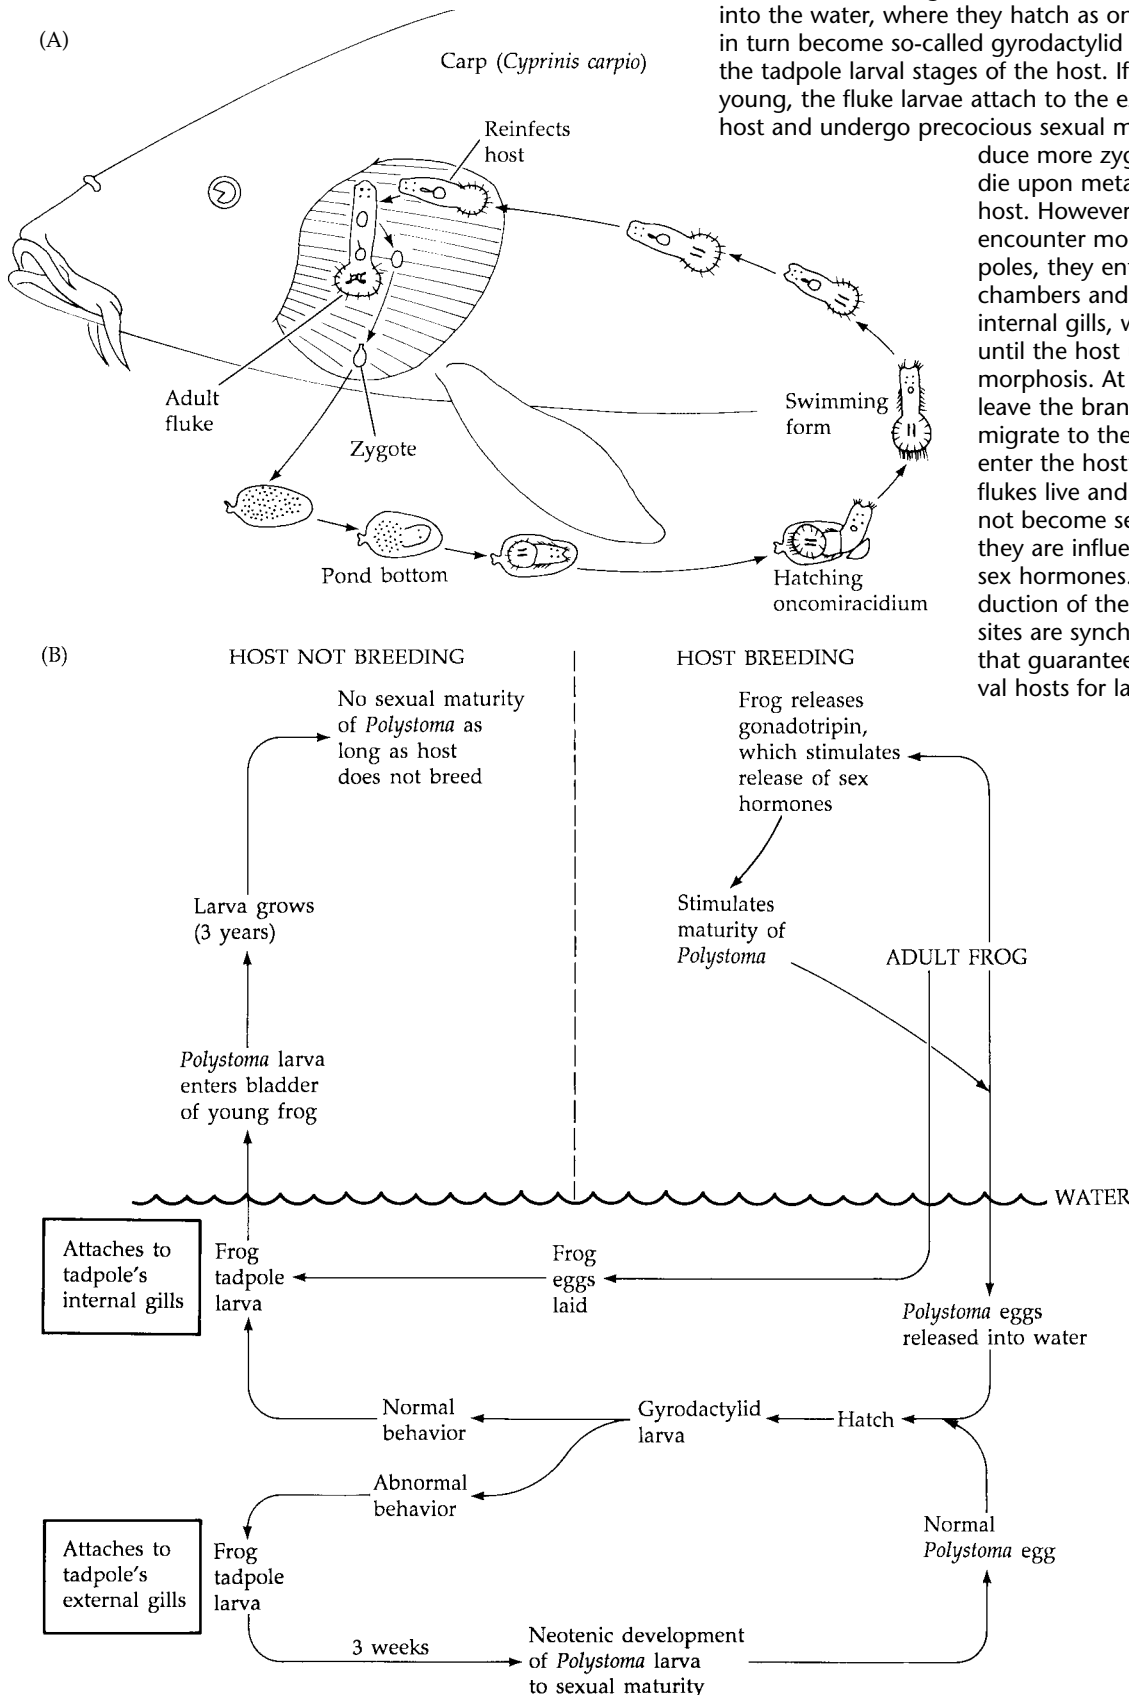 into the water, where they hatch as on
in turn become so-called gyrodactylid
the tadpole larval stages of the host. If
young, the fluke larvae attach to the e
host and undergo precocious sexual m
duce more zyg
die upon meta
host. However
encounter mo
poles, they ent
chambers and
internal gills, w
until the host
morphosis. At
leave the bran
migrate to the
enter the host
flukes live and
not become se
they are influe
sex hormones.
duction of the
sites are synch
that guarantee
val hosts for la
(A)
Carp (Cyprinis carpio)
Reinfects
host
Adult
fluke
Zygote
Swimming
form
Pond bottom
Hatching
oncomiracidium
(B)
HOST NOT BREEDING
HOST BREEDING
No sexual maturity
of Polystoma as
long as host
does not breed
Frog releases
gonadotripin,
which stimulates
release of sex
hormones
Larva grows
(3 years)
Stimulates
maturity of
Polystoma
ADULT FROG
Polystoma larva
enters bladder
of young frog
WATER
Attaches to
tadpole's
internal gills
Frog
tadpole
larva
Frog
eggs
laid
Polystoma eggs
released into water
Normal
behavior
Gyrodactylid
larva
Hatch
Abnormal
behavior
Normal
Polystoma egg
Attaches to
tadpole's
external gills
Frog
tadpole
larva
3 weeks
Neotenic development
of Polystoma larva
to sexual maturity